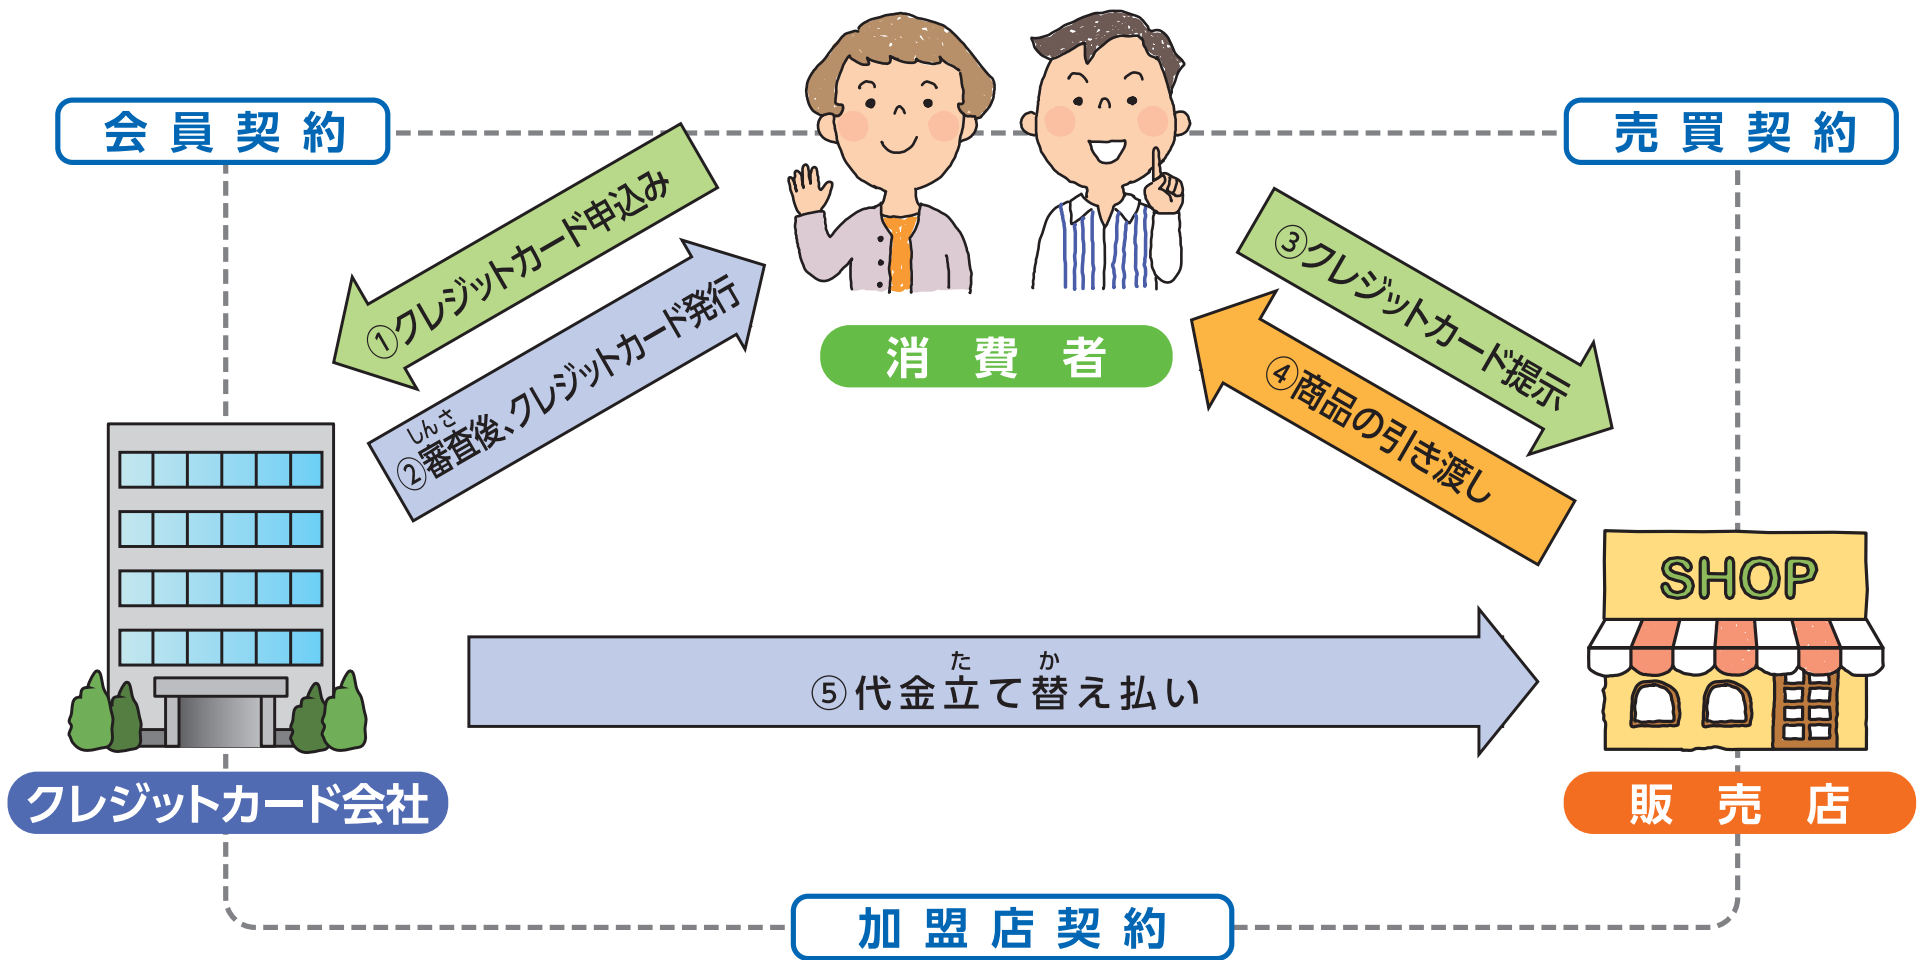 会員契約
売買契約
①クレジットカード申込み
しんさ
②審査後、クレジットカード発行
③クレジットカード提示
④商品の引き渡し
消費者
SHOP
た か
⑤代金立て替え払い
クレジットカード会社
販売店
加盟店契約